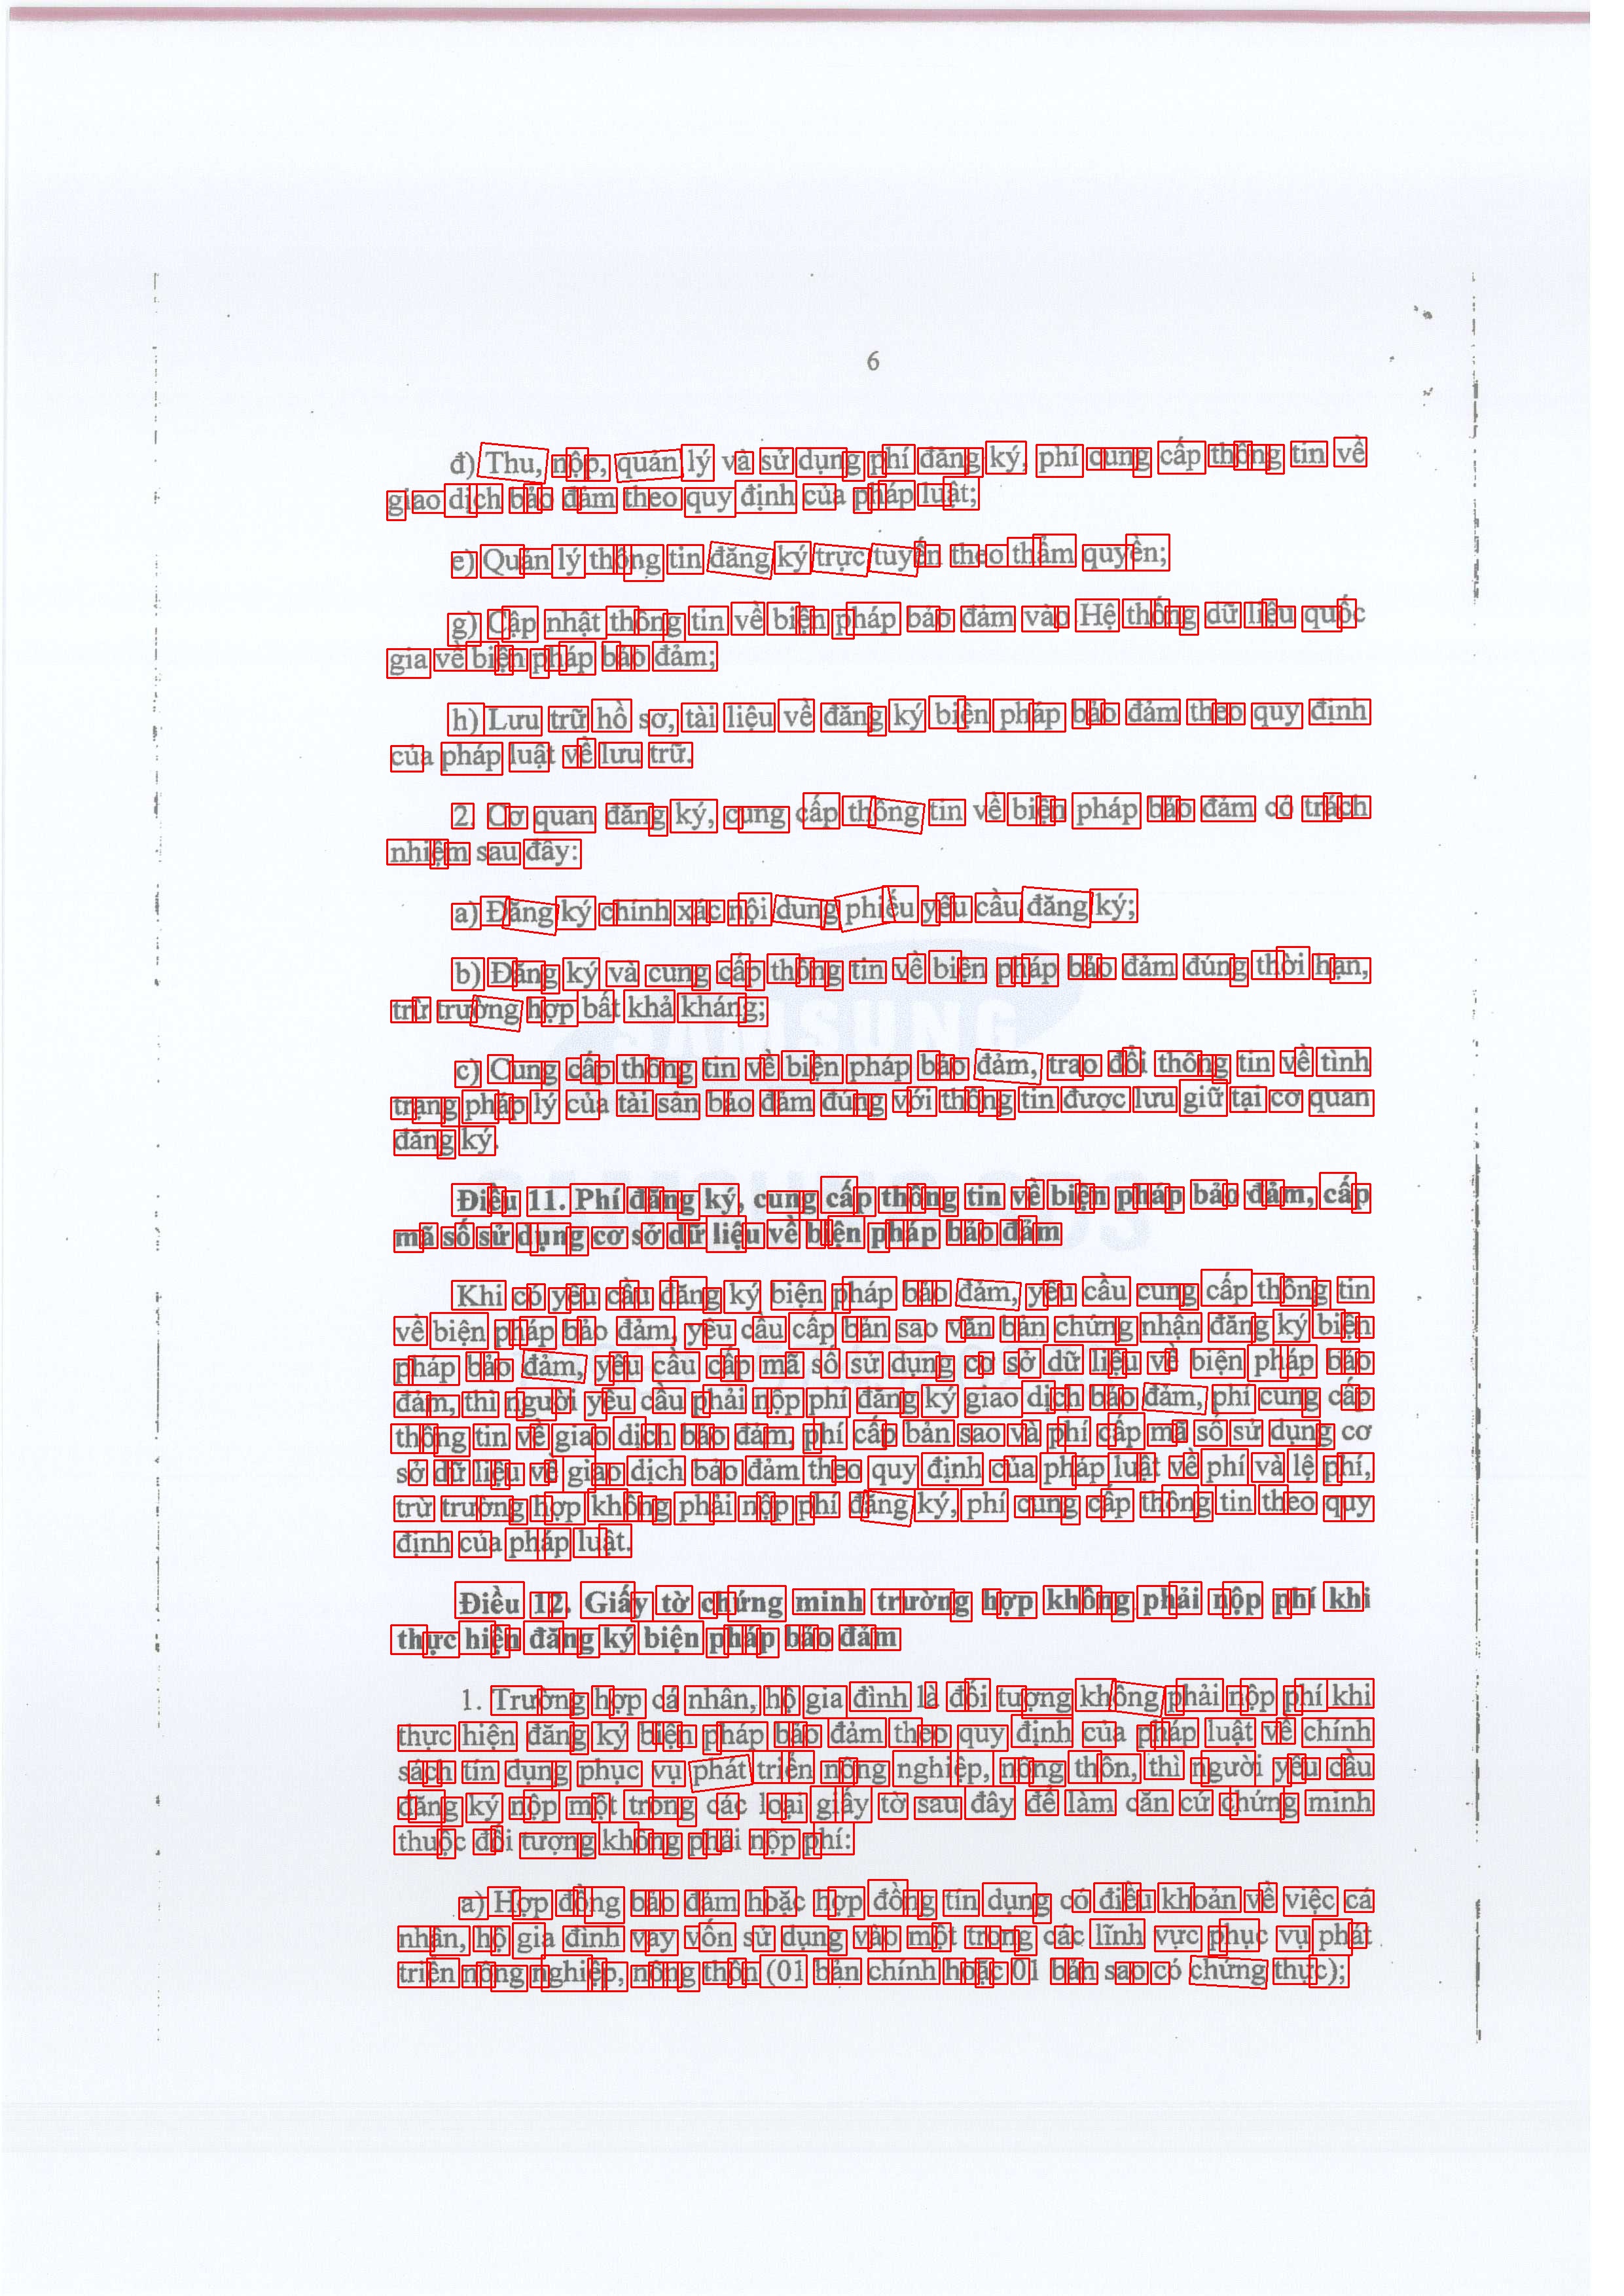 6
đ) Thu, nộp, quản lý và sử dụng phí đăng ký, phí cung cấp thông tin về
giao dịch bảo đảm theo quy định của pháp luật;
e) Quản lý thông tin đăng ký trực tuyến theo thẩm quyền;
g) Cập nhật thông tin về biện pháp bảo đảm vào Hệ thống dữ liệu quốc
gia về biện pháp bảo đảm;
h) Lưu trữ hồ sơ, tài liệu về đăng ký biện pháp bảo đảm theo quy định
của pháp luật về lưu trữ.
2. Cơ quan đăng ký, cung cấp thông tin về biện pháp bảo đảm có trách
nhiệm sau đây:
a) Đăng ký chính xác nội dung phiếu yêu cầu đăng ký;
b) Đăng ký và cung cấp thông tin về biện pháp bảo đảm đúng thời hạn,
trừ trường hợp bất khả kháng;
SAMSUNG
c) Cung cấp thông tin về biện pháp bảo đảm, trao đổi thông tin về tình
trạng pháp lý của tài sản bảo đảm đúng với thông tin được lưu giữ tại cơ quan
đăng ký.
Điều 11. Phí đăng ký, cung cấp thông tin về biện pháp bảo đảm, cấp
mã số sử dụng cơ sở dữ liệu về biện pháp bảo đảm
Khi có yêu cầu đăng ký biện pháp bảo đảm, yêu cầu cung cấp thông tin
về biện pháp bảo đảm, yêu cầu cấp bản sao văn bản chứng nhận đăng ký biện
pháp bảo đảm, yêu cầu cấp mã số sử dụng cơ sở dữ liệu về biện pháp bảo
đảm, thì người yêu cầu phải nộp phí đăng ký giao dịch bảo đảm, phí cung cấp
thông tin về giao dịch bảo đảm, phí cấp bản sao và phí cấp mã số sử dụng cơ
sở dữ liệu về giao dịch bảo đảm theo quy định của pháp luật về phí và lệ phí,
trừ trường hợp không phải nộp phí đăng ký, phí cung cấp thông tin theo quy
định của pháp luật.
Điều 12. Giấy tờ chứng minh trường hợp không phải nộp phí khi
thực hiện đăng ký biện pháp bảo đảm
1. Trường hợp cá nhân, hộ gia đình là đối tượng không phải nộp phí khi
thực hiện đăng ký biện pháp bảo đảm theo quy định của pháp luật về chính
sách tín dụng phục vụ phát triển nông nghiệp, nông thôn, thì người yêu cầu
đăng ký nộp một trong các loại giấy tờ sau đây để làm căn cứ chứng minh
thuộc đối tượng không phải nộp phí:
a) Hợp đồng bảo đảm hoặc hợp đồng tín dụng có điều khoản về việc cá
nhân, hộ gia đình vay vốn sử dụng vào một trong các lĩnh vực phục vụ phát
triển nông nghiệp, nông thôn (01 bản chính hoặc 01 bản sao có chứng thực);